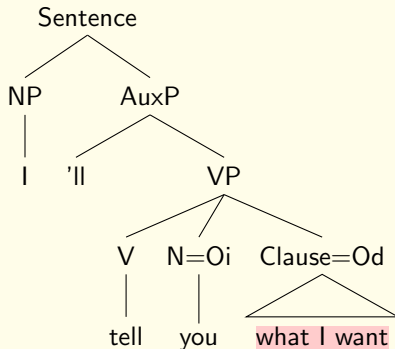 Sentence
NP AuxP
I 'll VP
V N=Oi Clause=Od
tell you what I want